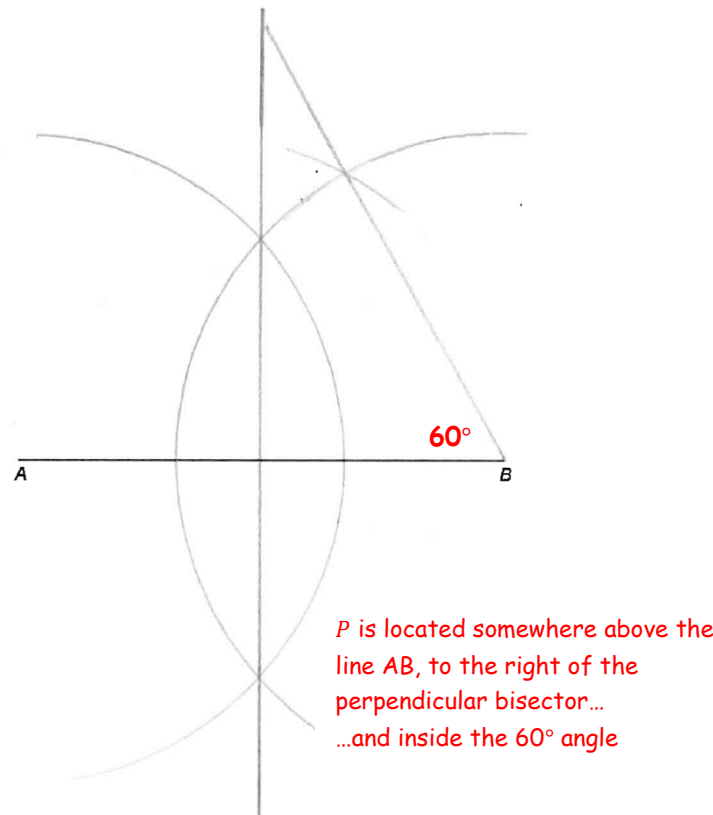 60°
A
B
P is located somewhere above the
line AB, to the right of the
perpendicular bisector…
…and inside the 60° angle